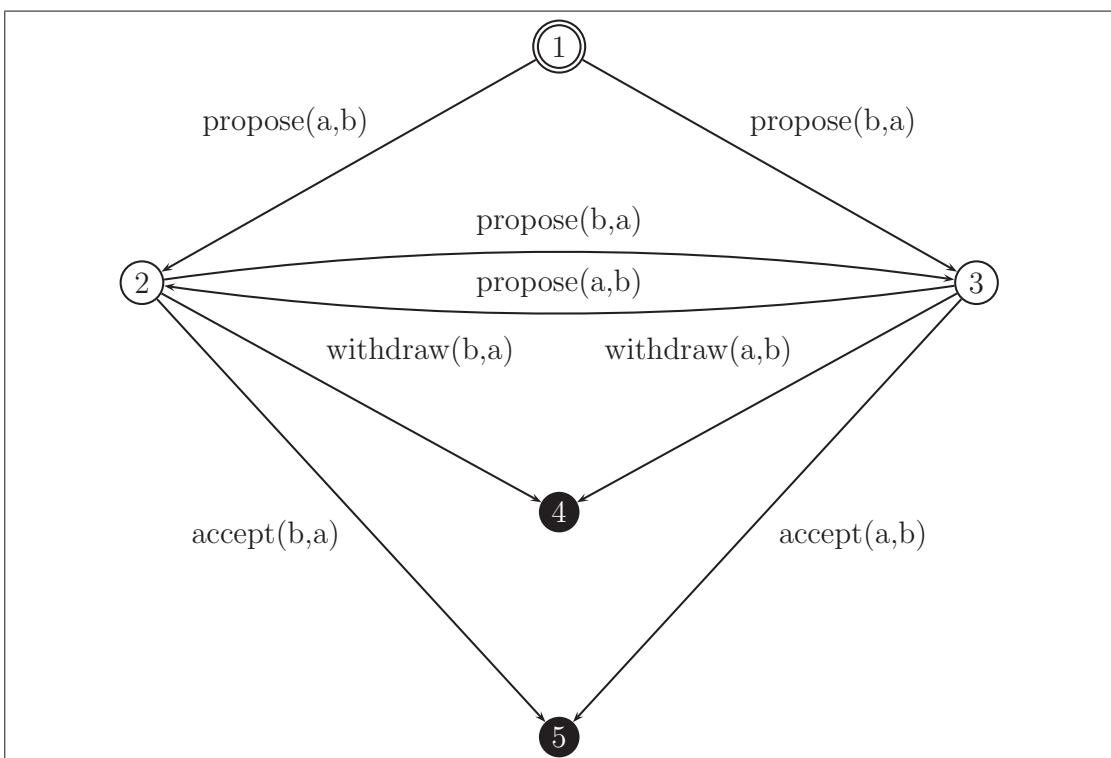 1
propose(a,b)
propose(b,a)
propose(b,a)
2
propose(a,b)
3
withdraw(b,a)
withdraw(a,b)
4
accept(b,a)
accept(a,b)
5